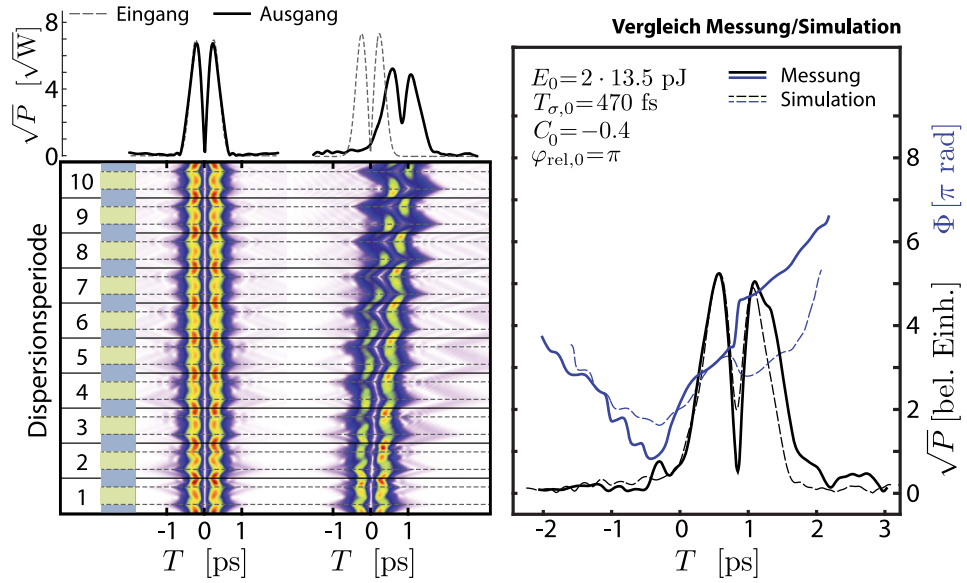 Eingang
Ausgang
√P [√W]
8
4
0
Dispersionsperiode
10
9
8
7
6
5
4
3
2
1
-1 0 1
-1 0 1
T [ps]
T [ps]
Vergleich Messung/Simulation
E₀=2 · 13.5 pJ
T_σ,0=470 fs
C₀=−0.4
φ_rel,0=π
Messung
Simulation
8
6
4
2
0
√P [bel. Einh.]
Φ [π rad]
-2 -1 0 1 2 3
T [ps]